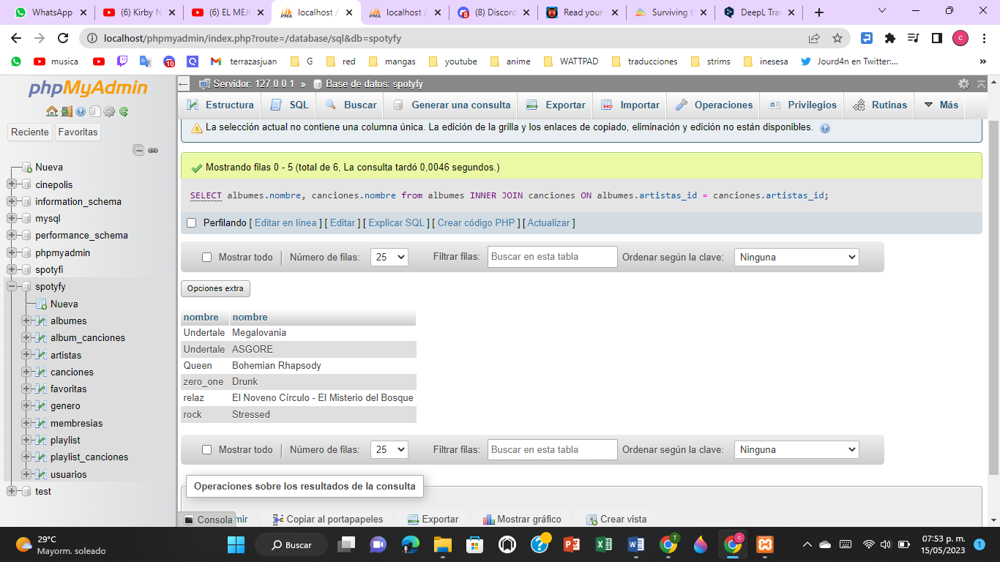 WhatsApp
(6) Kirby N
(6) EL MEJO
localhost /
localhost /
(8) Discord
Read your
Surviving t
DeepL Tran
localhost/phpmyadmin/index.php?route=/database/sql&db=spotyfy
c
musica
10
terrazasjuan
G
red
mangas
youtube
anime
WATTPAD
traducciones
strims
inesesa
Jourd4n en Twitter:...
»
phpMyAdmin
Reciente
Favoritas
Nueva
cinepolis
information_schema
mysql
performance_schema
phpmyadmin
spotyfi
spotyfy
Nueva
albumes
album_canciones
artistas
canciones
favoritas
genero
membresias
playlist
playlist_canciones
usuarios
test
Servidor: 127.0.0.1 » Base de datos: spotyfy
Estructura
SQL
Buscar
Generar una consulta
Exportar
Importar
Operaciones
Privilegios
Rutinas
Más
La selección actual no contiene una columna única. La edición de la grilla y los enlaces de copiado, eliminación y edición no están disponibles.
Mostrando filas 0 - 5 (total de 6, La consulta tardó 0,0046 segundos.)
SELECT albumes.nombre, canciones.nombre from albumes INNER JOIN canciones ON albumes.artistas_id = canciones.artistas_id;
Perfilando [ Editar en línea ] [ Editar ] [ Explicar SQL ] [ Crear código PHP ] [ Actualizar ]
Mostrar todo
Número de filas:
25
Filtrar filas:
Buscar en esta tabla
Ordenar según la clave:
Ninguna
Opciones extra
nombre nombre
Undertale Megalovania
Undertale ASGORE
Queen Bohemian Rhapsody
zero_one Drunk
relaz El Noveno Círculo - El Misterio del Bosque
rock Stressed
Mostrar todo
Número de filas:
25
Filtrar filas:
Buscar en esta tabla
Ordenar según la clave:
Ninguna
Operaciones sobre los resultados de la consulta
Consola
mir
Copiar al portapapeles
Exportar
Mostrar gráfico
Crear vista
29°C
Mayorm. soleado
Buscar
07:53 p. m.
15/05/2023
1